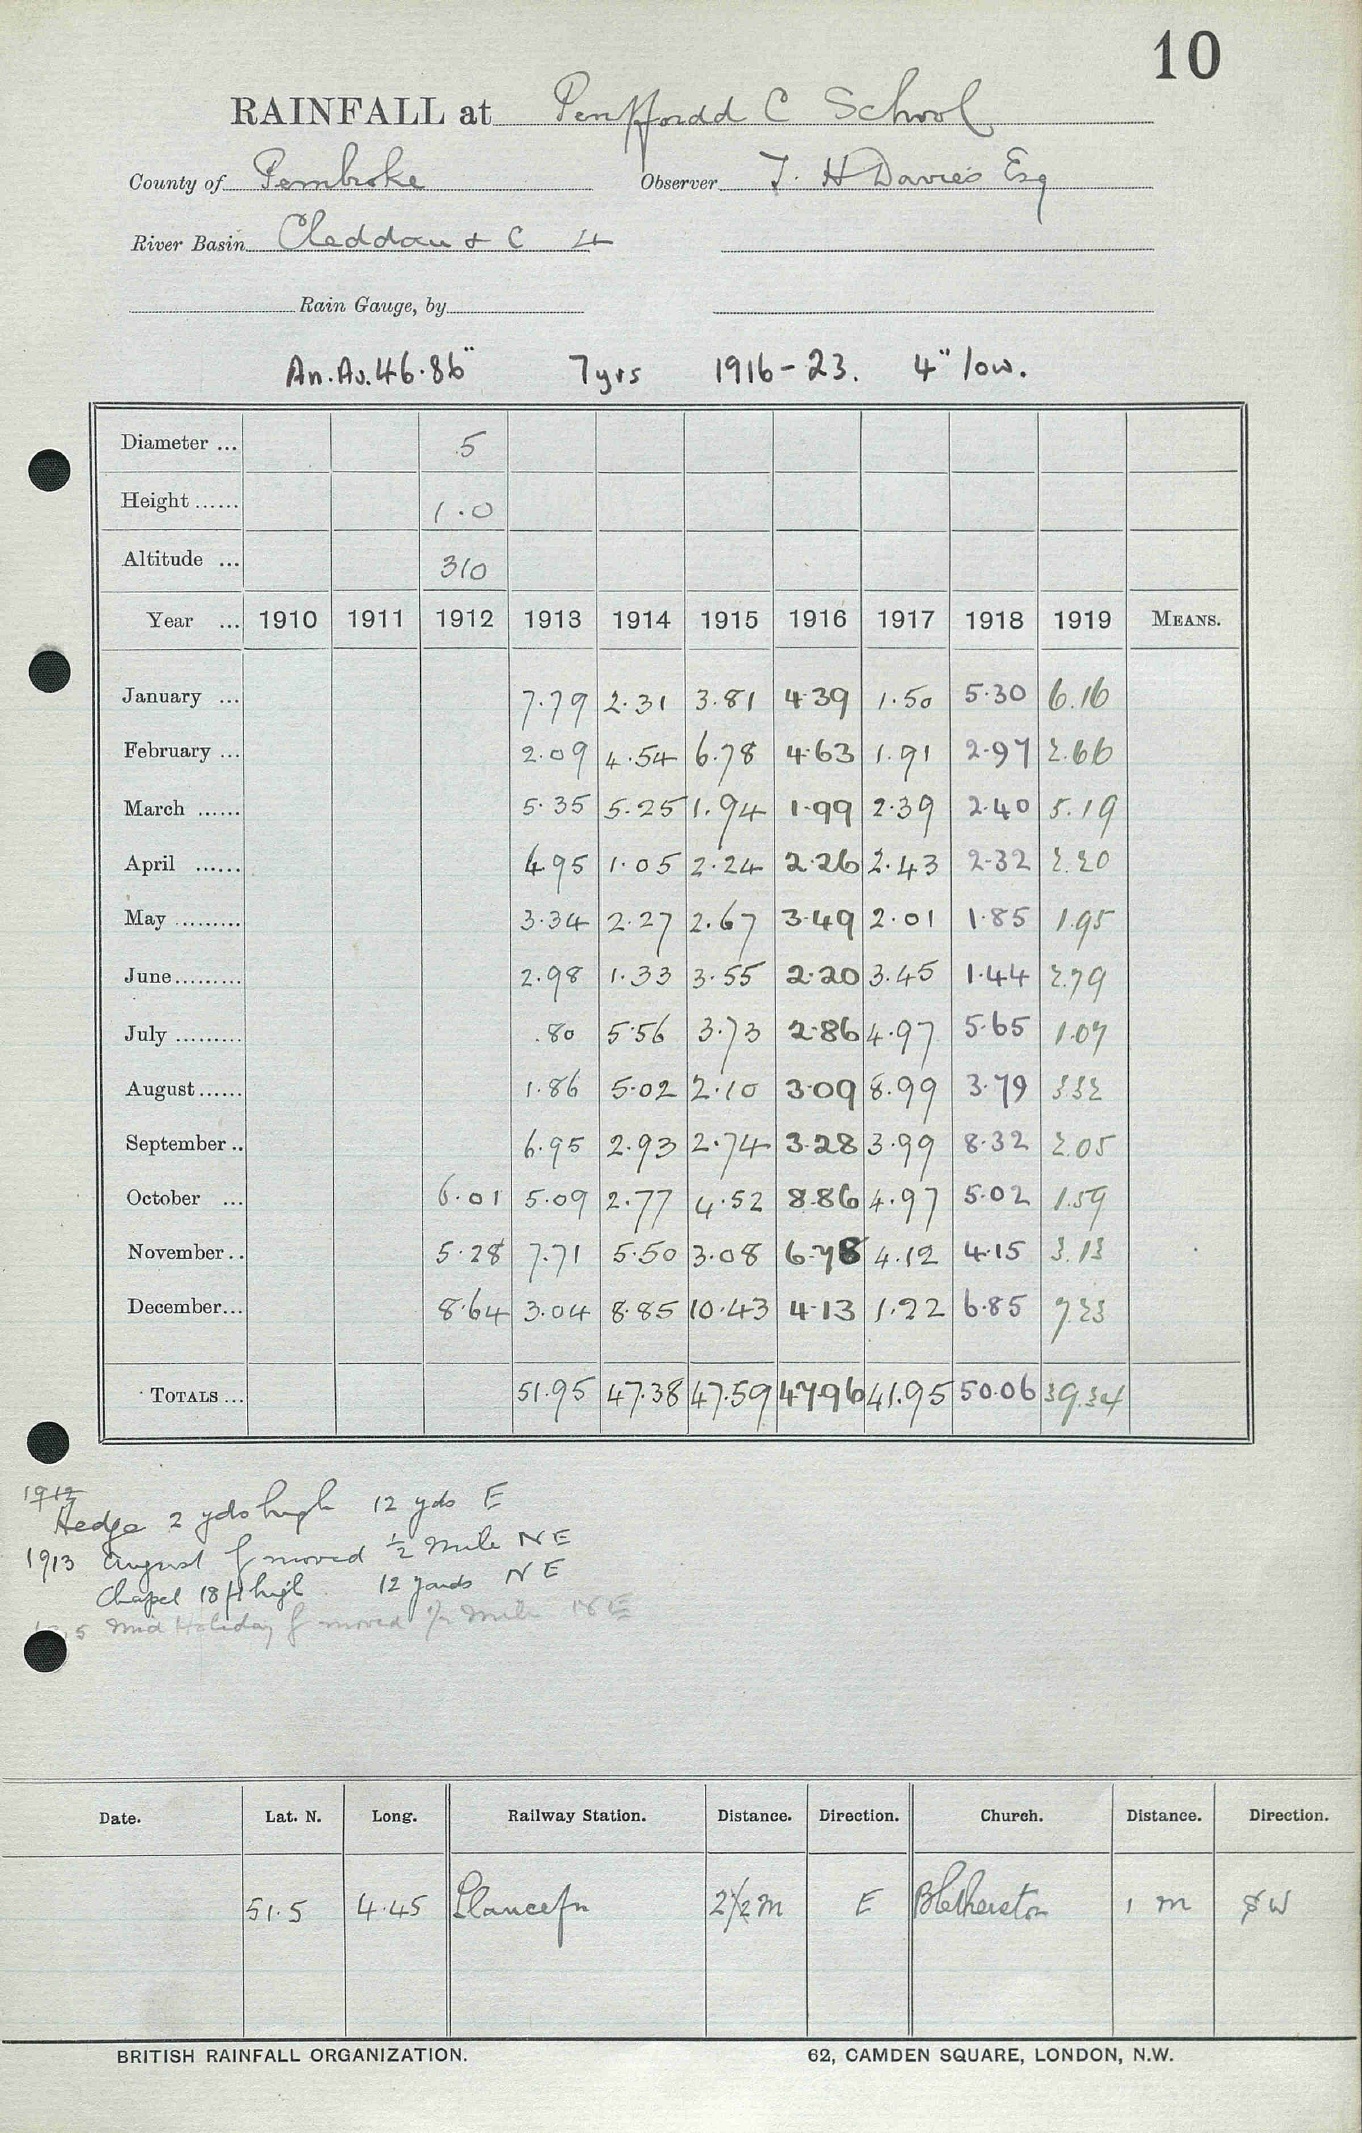 10
RAINFALL at Penffordd C School
County of Pembroke Observer T. H Davies Esq
River Basin Cleddau & C 4
Rain Gauge, by
An. Av. 46.86" 7yrs 1916-23. 4" low.
Diameter ... 5
Height ...... 1.0
Altitude ... 310
Year ... 1910 1911 1912 1913 1914 1915 1916 1917 1918 1919 MEANS.
January ... 7.79 2.31 3.81 4.39 1.50 5.30 6.16
February ... 2.09 4.54 6.78 4.63 1.91 2.97 2.66
March ...... 5.35 5.25 1.94 1.99 2.39 2.40 5.19
April ...... 4.95 1.05 2.24 2.26 2.43 2.32 2.20
May ......... 3.34 2.27 2.67 3.49 2.01 1.85 1.95
June......... 2.98 1.33 3.55 2.20 3.45 1.44 2.79
July ......... .80 5.56 3.73 2.86 4.97 5.65 1.07
August...... 1.86 5.02 2.10 3.09 8.99 3.79 3.32
September.. 6.95 2.93 2.74 3.28 3.99 8.32 2.05
October ... 6.01 5.09 2.77 4.52 8.86 4.97 5.02 1.59
November.. 5.28 7.71 5.50 3.08 6.78 4.12 4.15 3.13
December... 8.64 3.04 8.85 10.43 4.13 1.22 6.85 7.23
TOTALS... 51.95 47.38 47.59 47.96 41.95 50.06 39.34
1912
Hedge 2 yds high 12 yds E
1913 August g moved ½ Mile NE
Chapel 18 ft high 12 yards NE
Mid Holiday g moved ½ Mile
Date. Lat. N. Long. Railway Station. Distance. Direction. Church. Distance. Direction.
51.5 4.45 Llancefn 2½ m E Bletherston 1 m SW
BRITISH RAINFALL ORGANIZATION. 62, CAMDEN SQUARE, LONDON, N.W.